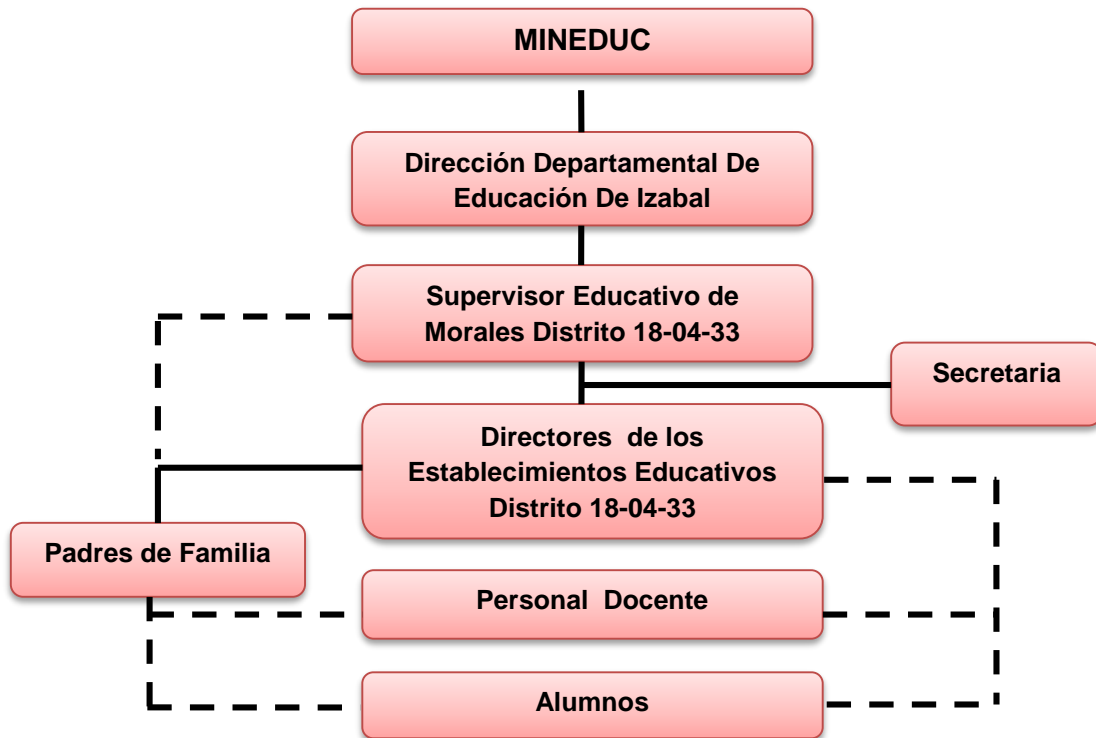 MINEDUC
Dirección Departamental De
Educación De Izabal
Supervisor Educativo de
Morales Distrito 18-04-33
Secretaria
Directores de los
Establecimientos Educativos
Distrito 18-04-33
Padres de Familia
Personal Docente
Alumnos